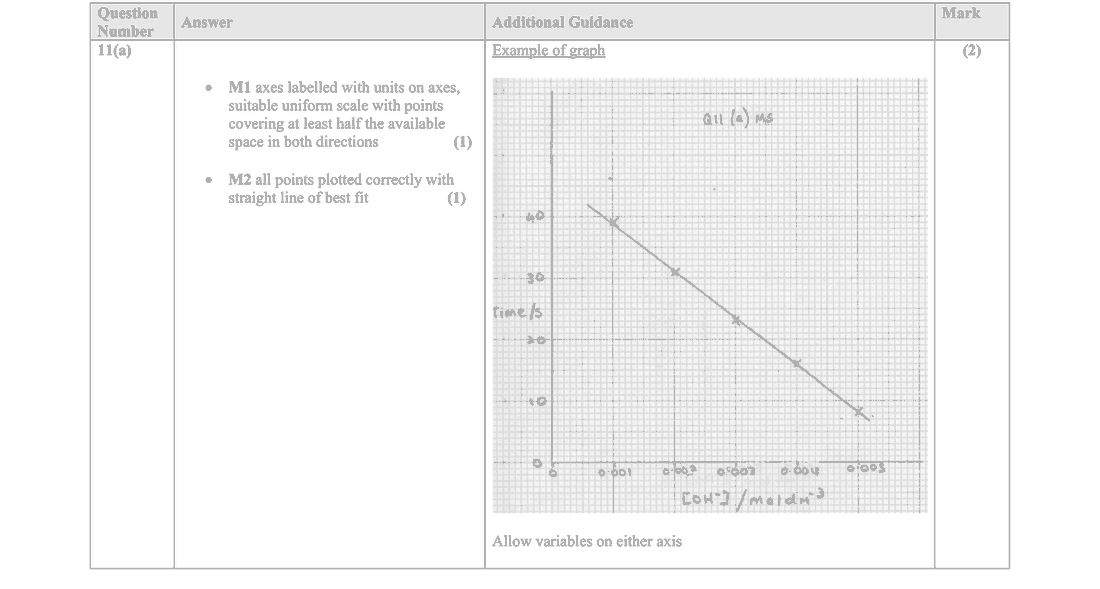 Question Number
Answer
Additional Guidance
Mark
11(a)
Example of graph
(2)
• M1 axes labelled with units on axes,
suitable uniform scale with points
covering at least half the available
space in both directions (1)
• M2 all points plotted correctly with
straight line of best fit (1)
Q11 (a) MS
40
30
Time/s
20
10
0
0 0.001 0.002 0.003 0.004 0.005
[OH⁻] / mol dm⁻³
Allow variables on either axis